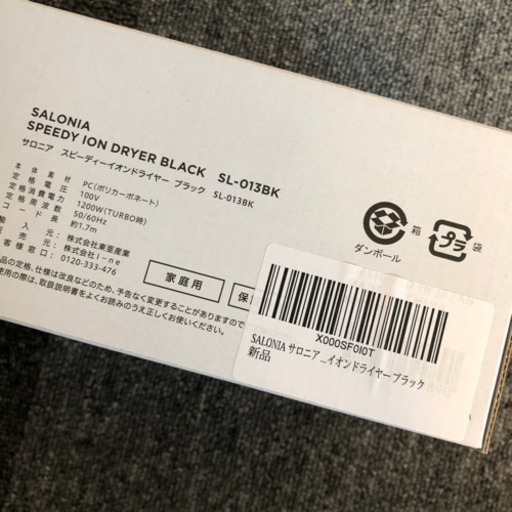 SALONIA
SPEEDY ION DRYER BLACK SL-013BK
サロニア スピーディーイオンドライヤー ブラック SL-013BK
本体素材 PC(ポリカーボネート)
定格電圧 100V
定格消費電力 1200W(TURBO時)
定格周波数 50/60Hz
コード長 約1.7m
輸入元 : 株式会社東亜産業
発売元 : 株式会社i-ne
お客様窓口 : 0120-333-476
品の定格、仕様は改良などのため、予告なく変更することがありますので
使用の際は、取扱説明書をよくお読みのうえ正しくお使いください。
家庭用
保
ダンボール
箱
プラ
袋
X000SF0I0T
SALONIA サロニア _イオンドライヤー ブラック
新品